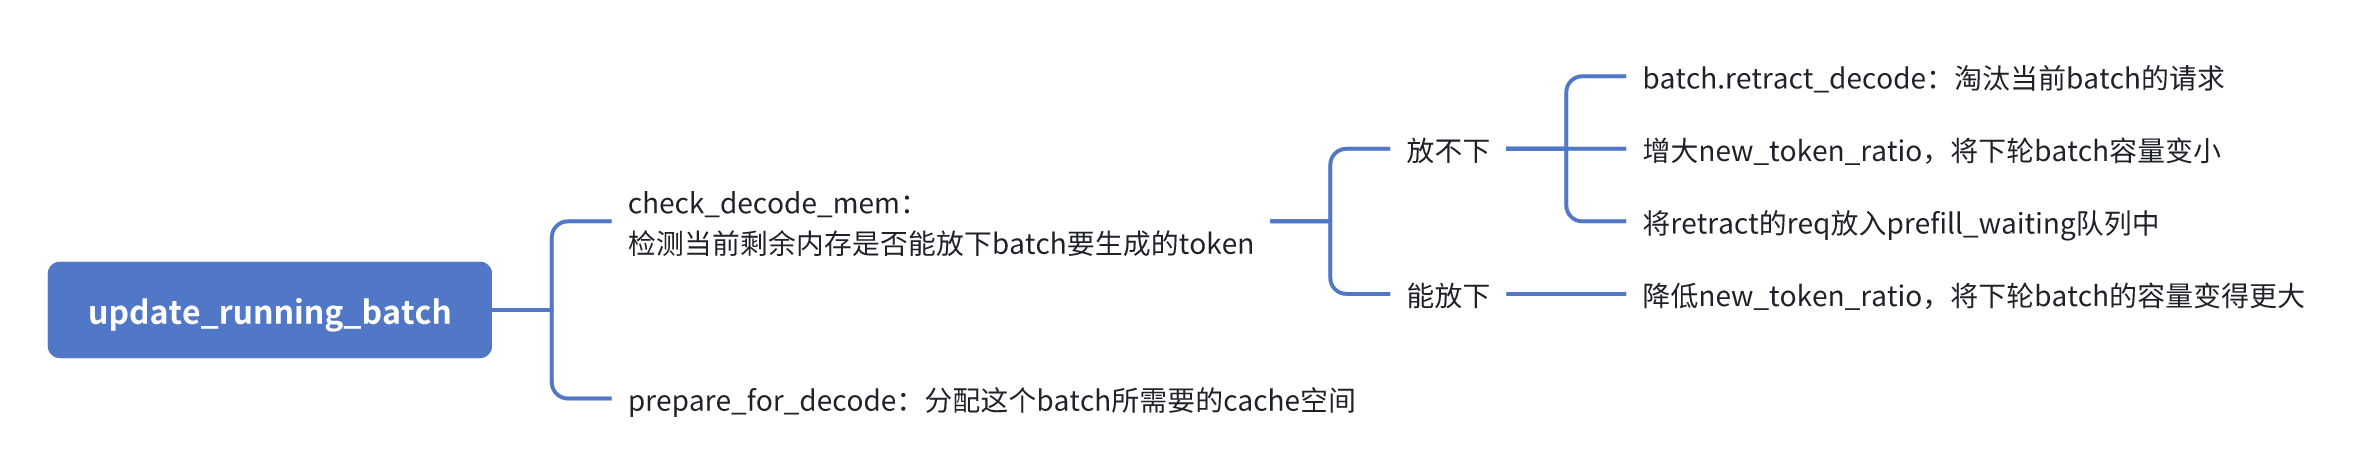 update_running_batch
check_decode_mem：
检测当前剩余内存是否能放下batch要生成的token
放不下
batch.retract_decode：淘汰当前batch的请求
增大new_token_ratio，将下轮batch容量变小
将retract的req放入prefill_waiting队列中
能放下
降低new_token_ratio，将下轮batch的容量变得更大
prepare_for_decode：分配这个batch所需要的cache空间